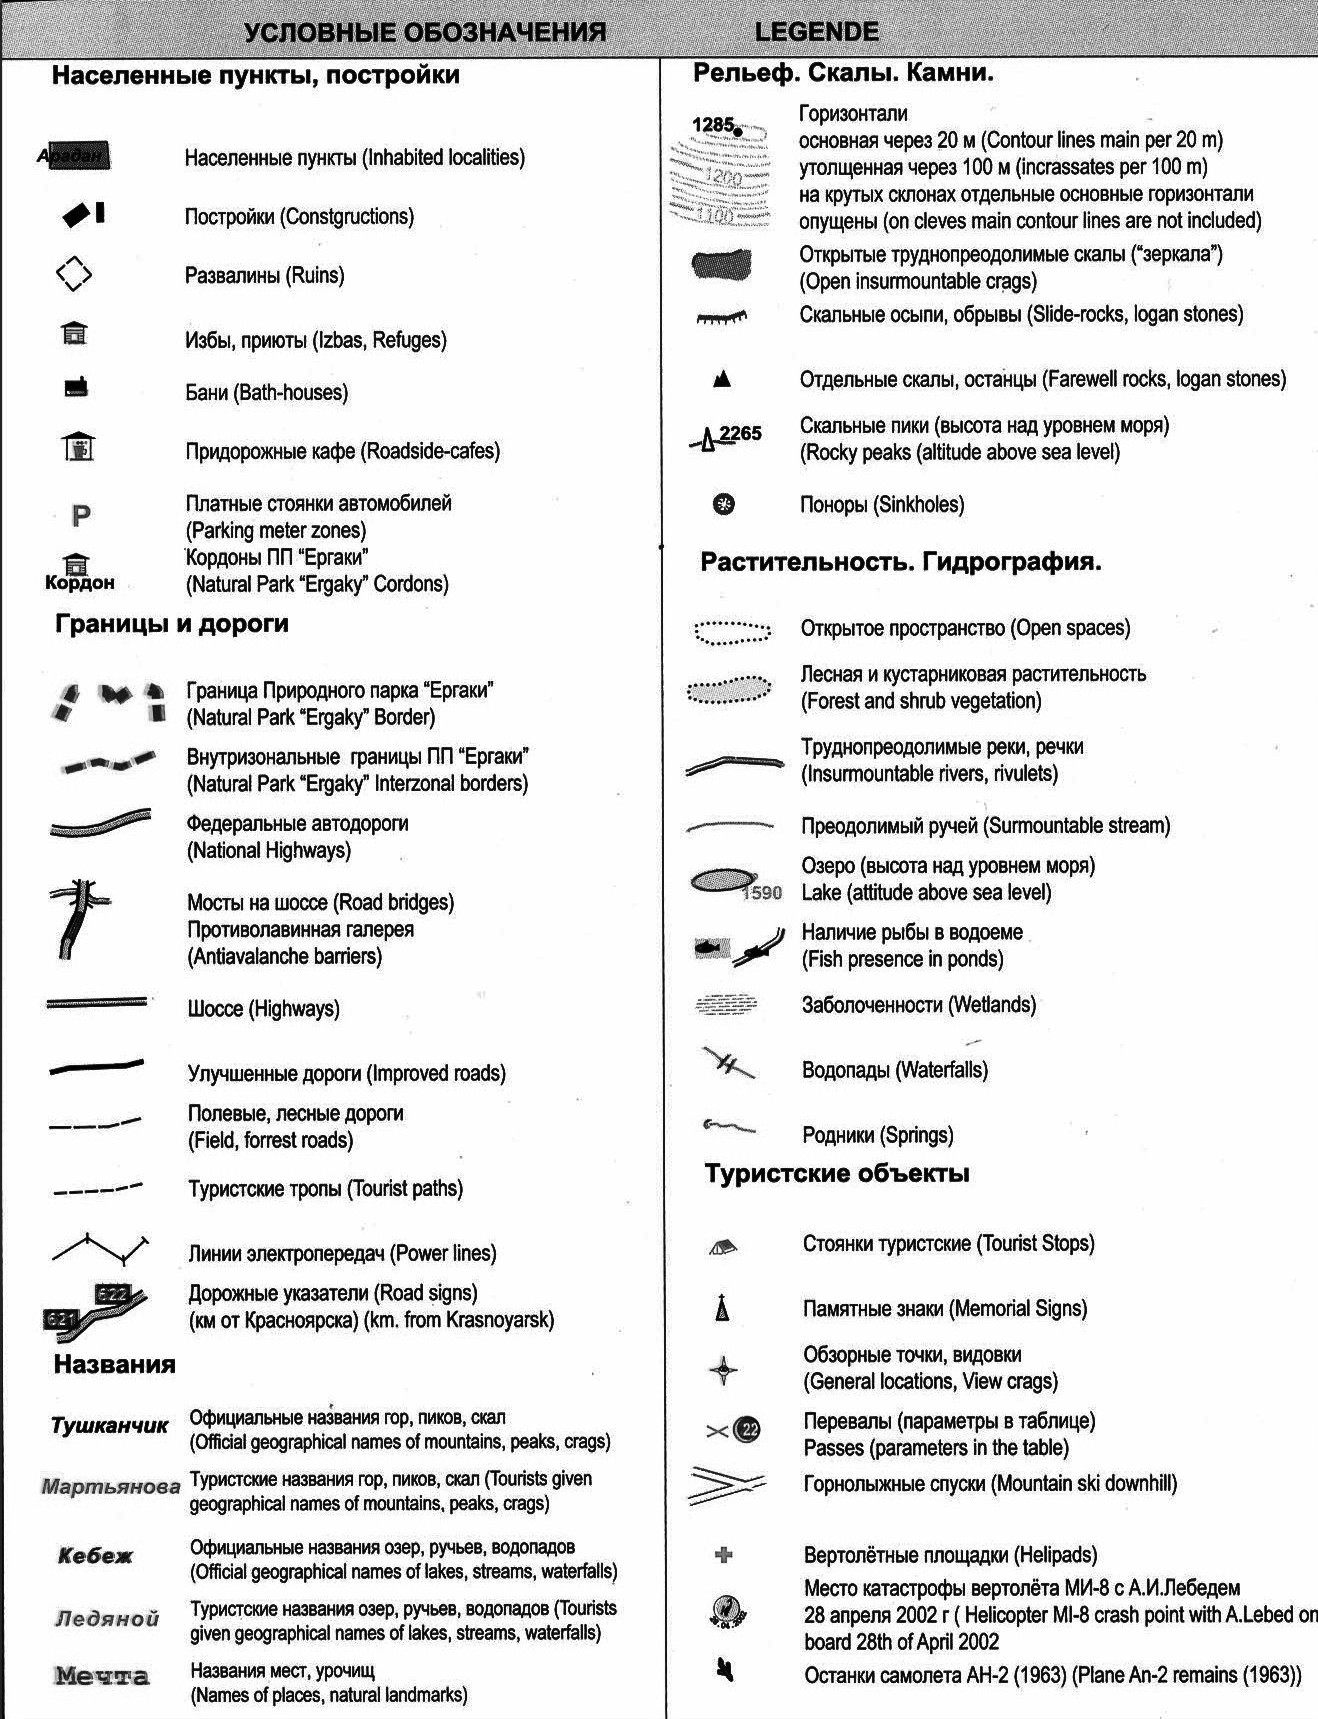 УСЛОВНЫЕ ОБОЗНАЧЕНИЯ LEGENDE
Населенные пункты, постройки
Арадан
Населенные пункты (Inhabited localities)
Постройки (Constgructions)
Развалины (Ruins)
Избы, приюты (Izbas, Refuges)
Бани (Bath-houses)
Придорожные кафе (Roadside-cafes)
P
Платные стоянки автомобилей
(Parking meter zones)
Кордон
Кордоны ПП “Ергаки”
(Natural Park “Ergaky” Cordons)
Границы и дороги
Граница Природного парка “Ергаки”
(Natural Park “Ergaky” Border)
Внутризональные границы ПП “Ергаки”
(Natural Park “Ergaky” Interzonal borders)
Федеральные автодороги
(National Highways)
Мосты на шоссе (Road bridges)
Противолавинная галерея
(Antiavalanche barriers)
Шоссе (Highways)
Улучшенные дороги (Improved roads)
Полевые, лесные дороги
(Field, forrest roads)
Туристские тропы (Tourist paths)
Линии электропередач (Power lines)
622
621
Дорожные указатели (Road signs)
(км от Красноярска) (km. from Krasnoyarsk)
Названия
Тушканчик
Официальные названия гор, пиков, скал
(Official geographical names of mountains, peaks, crags)
Мартьянова
Туристские названия гор, пиков, скал (Tourists given
geographical names of mountains, peaks, crags)
Кебеж
Официальные названия озер, ручьев, водопадов
(Official geographical names of lakes, streams, waterfalls)
Ледяной
Туристские названия озер, ручьев, водопадов (Tourists
given geographical names of lakes, streams, waterfalls)
Мечта
Названия мест, урочищ
(Names of places, natural landmarks)
Рельеф. Скалы. Камни.
1285
1200
1100
Горизонтали
основная через 20 м (Contour lines main per 20 m)
утолщенная через 100 м (incrassates per 100 m)
на крутых склонах отдельные основные горизонтали
опущены (on cleves main contour lines are not included)
Открытые труднопреодолимые скалы (“зеркала”)
(Open insurmountable crags)
Скальные осыпи, обрывы (Slide-rocks, logan stones)
Отдельные скалы, останцы (Farewell rocks, logan stones)
2265
Скальные пики (высота над уровнем моря)
(Rocky peaks (altitude above sea level)
Поноры (Sinkholes)
Растительность. Гидрография.
Открытое пространство (Open spaces)
Лесная и кустарниковая растительность
(Forest and shrub vegetation)
Труднопреодолимые реки, речки
(Insurmountable rivers, rivulets)
Преодолимый ручей (Surmountable stream)
1590
Озеро (высота над уровнем моря)
Lake (attitude above sea level)
Наличие рыбы в водоеме
(Fish presence in ponds)
Заболоченности (Wetlands)
Водопады (Waterfalls)
Родники (Springs)
Туристские объекты
Стоянки туристские (Tourist Stops)
Памятные знаки (Memorial Signs)
Обзорные точки, видовки
(General locations, View crags)
22
Перевалы (параметры в таблице)
Passes (parameters in the table)
Горнолыжные спуски (Mountain ski downhill)
Вертолётные площадки (Helipads)
Место катастрофы вертолёта МИ-8 с А.И.Лебедем
28 апреля 2002 г ( Helicopter MI-8 crash point with A.Lebed on
board 28th of April 2002
Останки самолета АН-2 (1963) (Plane An-2 remains (1963))